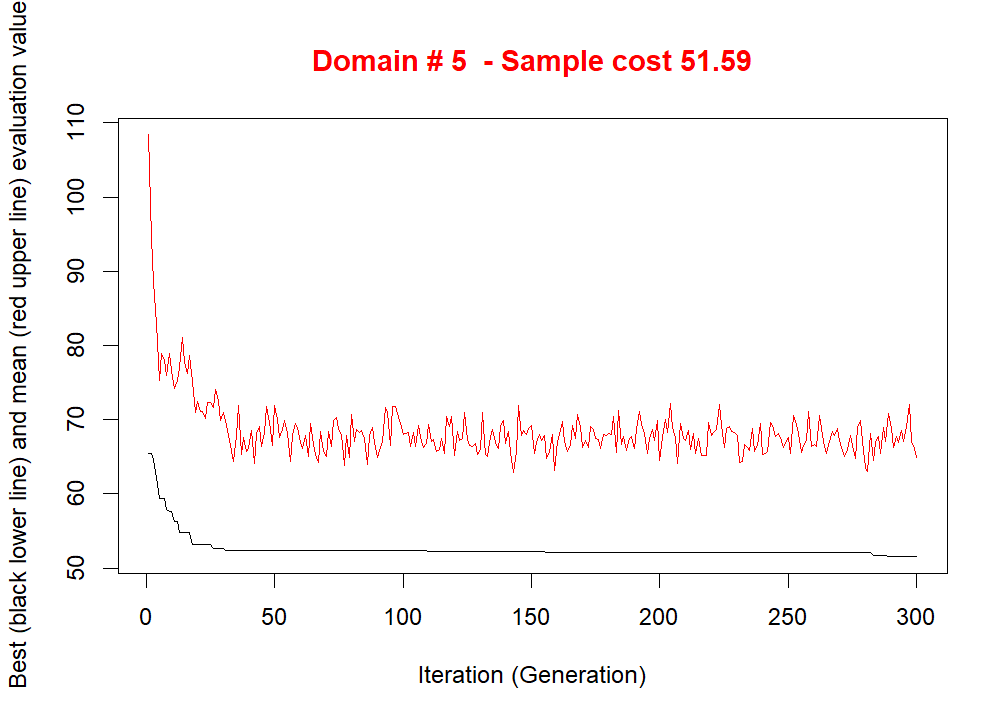 Domain # 5  - Sample cost 51.59
Best (black lower line) and mean (red upper line) evaluation value
110
100
90
80
70
60
50
0 50 100 150 200 250 300
Iteration (Generation)